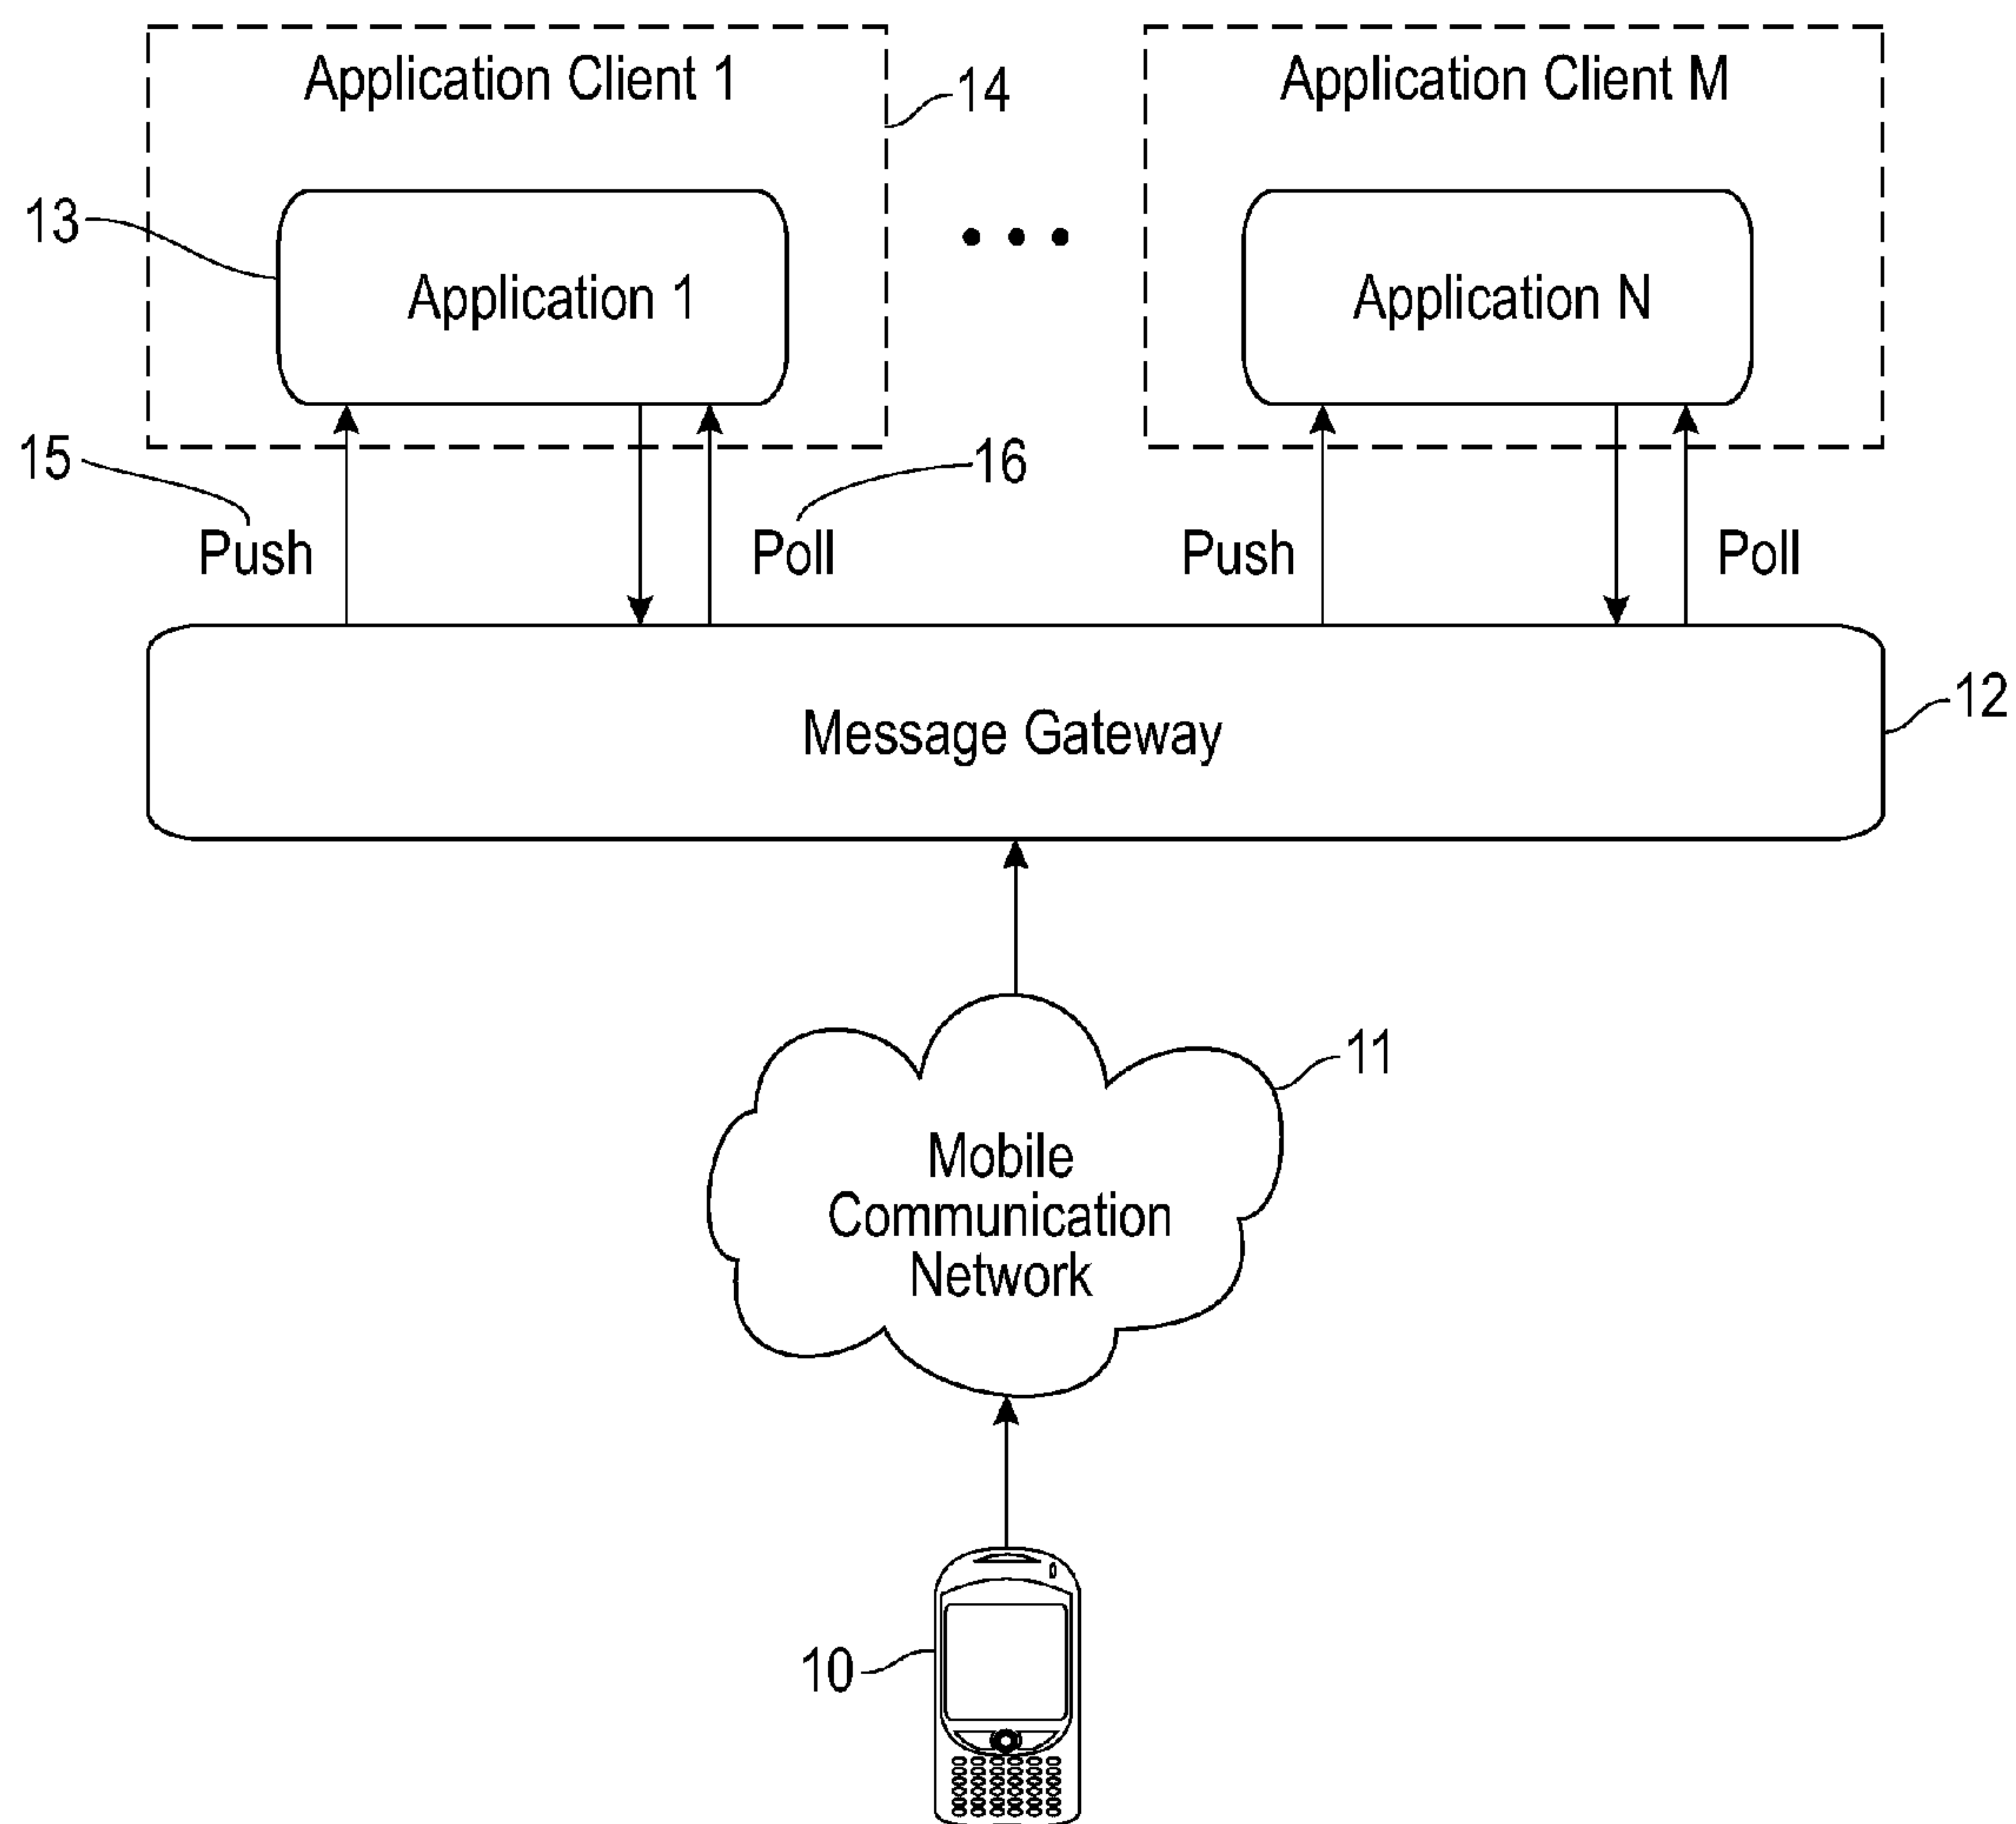 Application Client 1
14
Application Client M
13
Application 1
• • •
Application N
15
16
Push
Poll
Push
Poll
12
Message Gateway
11
Mobile
Communication
Network
10